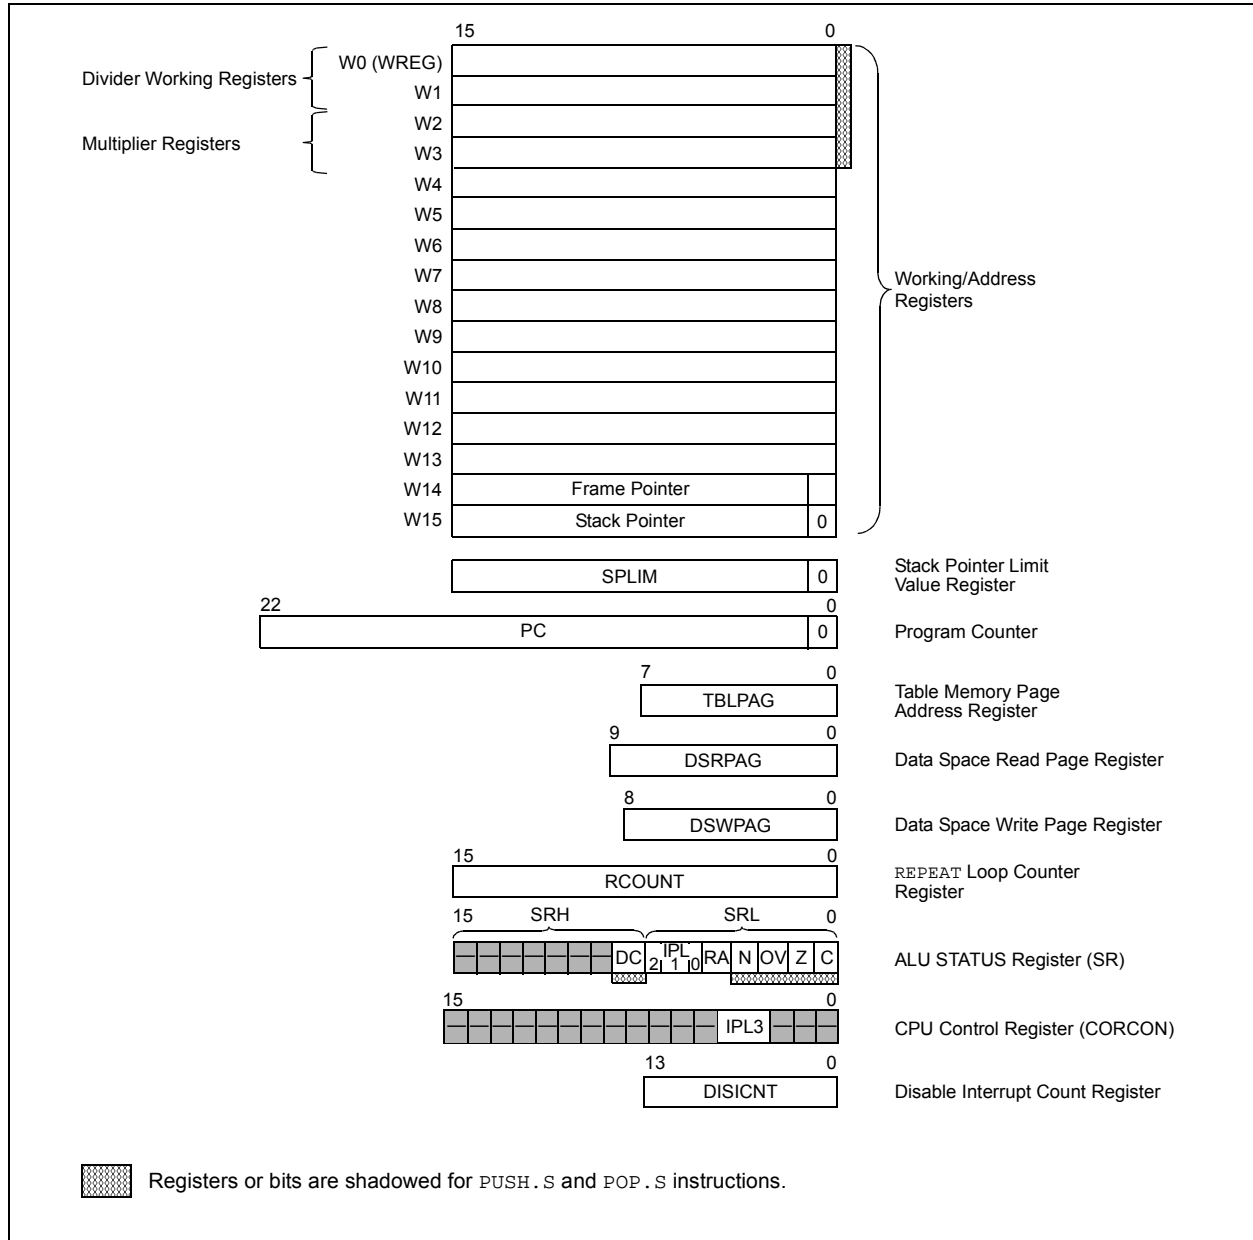 15 0
W0 (WREG)
Divider Working Registers
W1
W2
Multiplier Registers
W3
W4
W5
W6
W7
Working/Address
Registers
W8
W9
W10
W11
W12
W13
W14 Frame Pointer
W15 Stack Pointer 0
SPLIM 0
Stack Pointer Limit
Value Register
22 0
PC 0 Program Counter
7 0
TBLPAG
Table Memory Page
Address Register
9 0
DSRPAG Data Space Read Page Register
8 0
DSWPAG Data Space Write Page Register
15 0
RCOUNT
REPEAT Loop Counter
Register
15 SRH SRL 0
— — — — — — — DC 2 IPL 1 0 RA N OV Z C ALU STATUS Register (SR)
15 0
— — — — — — — — — — — — IPL3 — — — CPU Control Register (CORCON)
13 0
DISICNT Disable Interrupt Count Register
Registers or bits are shadowed for PUSH.S and POP.S instructions.